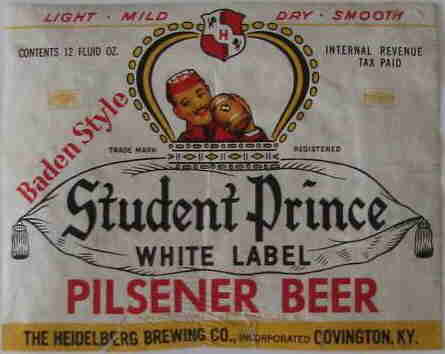 LIGHT · MILD DRY · SMOOTH
H
CONTENTS 12 FLUID OZ.
INTERNAL REVENUE
TAX PAID
Baden Style
TRADE MARK REGISTERED
Student Prince
WHITE LABEL
PILSENER BEER
THE HEIDELBERG BREWING CO., INCORPORATED COVINGTON, KY.